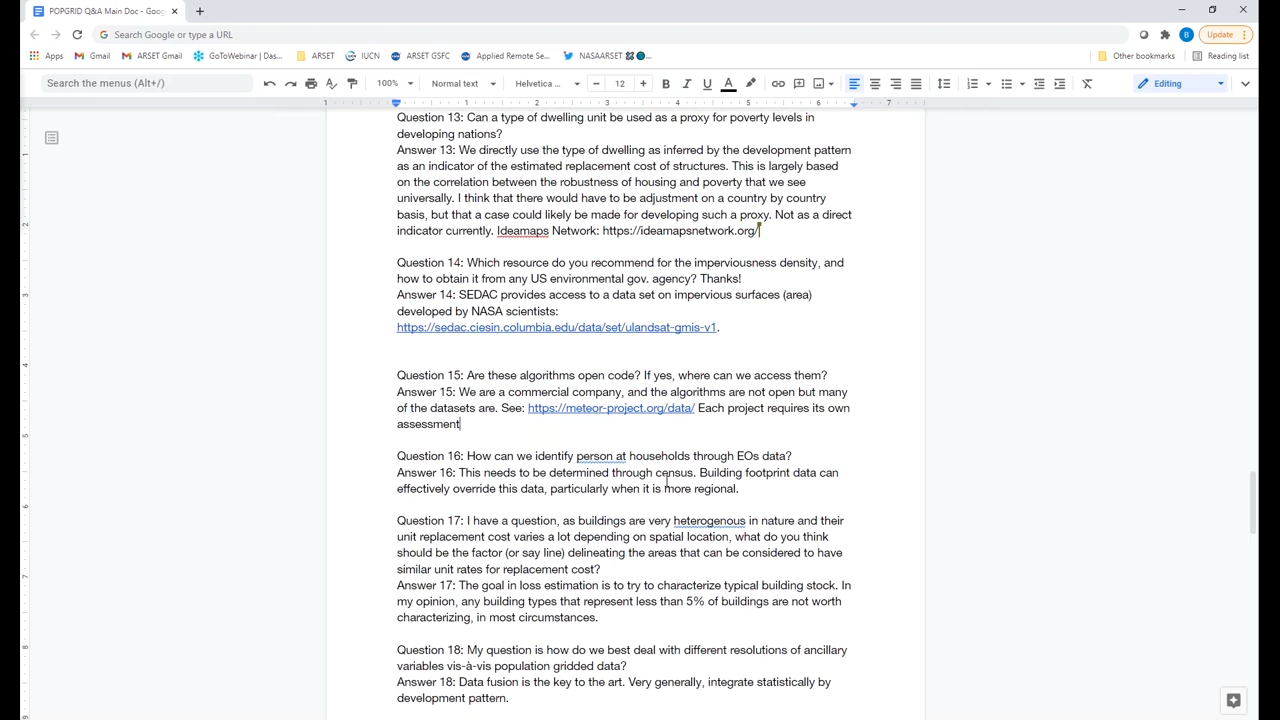 POPGRID Q&A Main Doc - Goog
Search Google or type a URL
B
Update
Apps
Gmail
ARSET Gmail
GoToWebinar | Das...
ARSET
IUCN
ARSET GSFC
Applied Remote Se...
NASAARSET
Other bookmarks
Reading list
Search the menus (Alt+/)
100%
Normal text
Helvetica ...
12
B I U A
Editing
1 1 2 3 4 5 6 7
Question 13: Can a type of dwelling unit be used as a proxy for poverty levels in
developing nations?
Answer 13: We directly use the type of dwelling as inferred by the development pattern
as an indicator of the estimated replacement cost of structures. This is largely based
on the correlation between the robustness of housing and poverty that we see
universally. I think that there would have to be adjustment on a country by country
basis, but that a case could likely be made for developing such a proxy. Not as a direct
indicator currently. Ideamaps Network: https://ideamapsnetwork.org/
Question 14: Which resource do you recommend for the imperviousness density, and
how to obtain it from any US environmental gov. agency? Thanks!
Answer 14: SEDAC provides access to a data set on impervious surfaces (area)
developed by NASA scientists:
https://sedac.ciesin.columbia.edu/data/set/ulandsat-gmis-v1.
Question 15: Are these algorithms open code? If yes, where can we access them?
Answer 15: We are a commercial company, and the algorithms are not open but many
of the datasets are. See: https://meteor-project.org/data/ Each project requires its own
assessment
Question 16: How can we identify person at households through EOs data?
Answer 16: This needs to be determined through census. Building footprint data can
effectively override this data, particularly when it is more regional.
Question 17: I have a question, as buildings are very heterogenous in nature and their
unit replacement cost varies a lot depending on spatial location, what do you think
should be the factor (or say line) delineating the areas that can be considered to have
similar unit rates for replacement cost?
Answer 17: The goal in loss estimation is to try to characterize typical building stock. In
my opinion, any building types that represent less than 5% of buildings are not worth
characterizing, in most circumstances.
Question 18: My question is how do we best deal with different resolutions of ancillary
variables vis-à-vis population gridded data?
Answer 18: Data fusion is the key to the art. Very generally, integrate statistically by
development pattern.